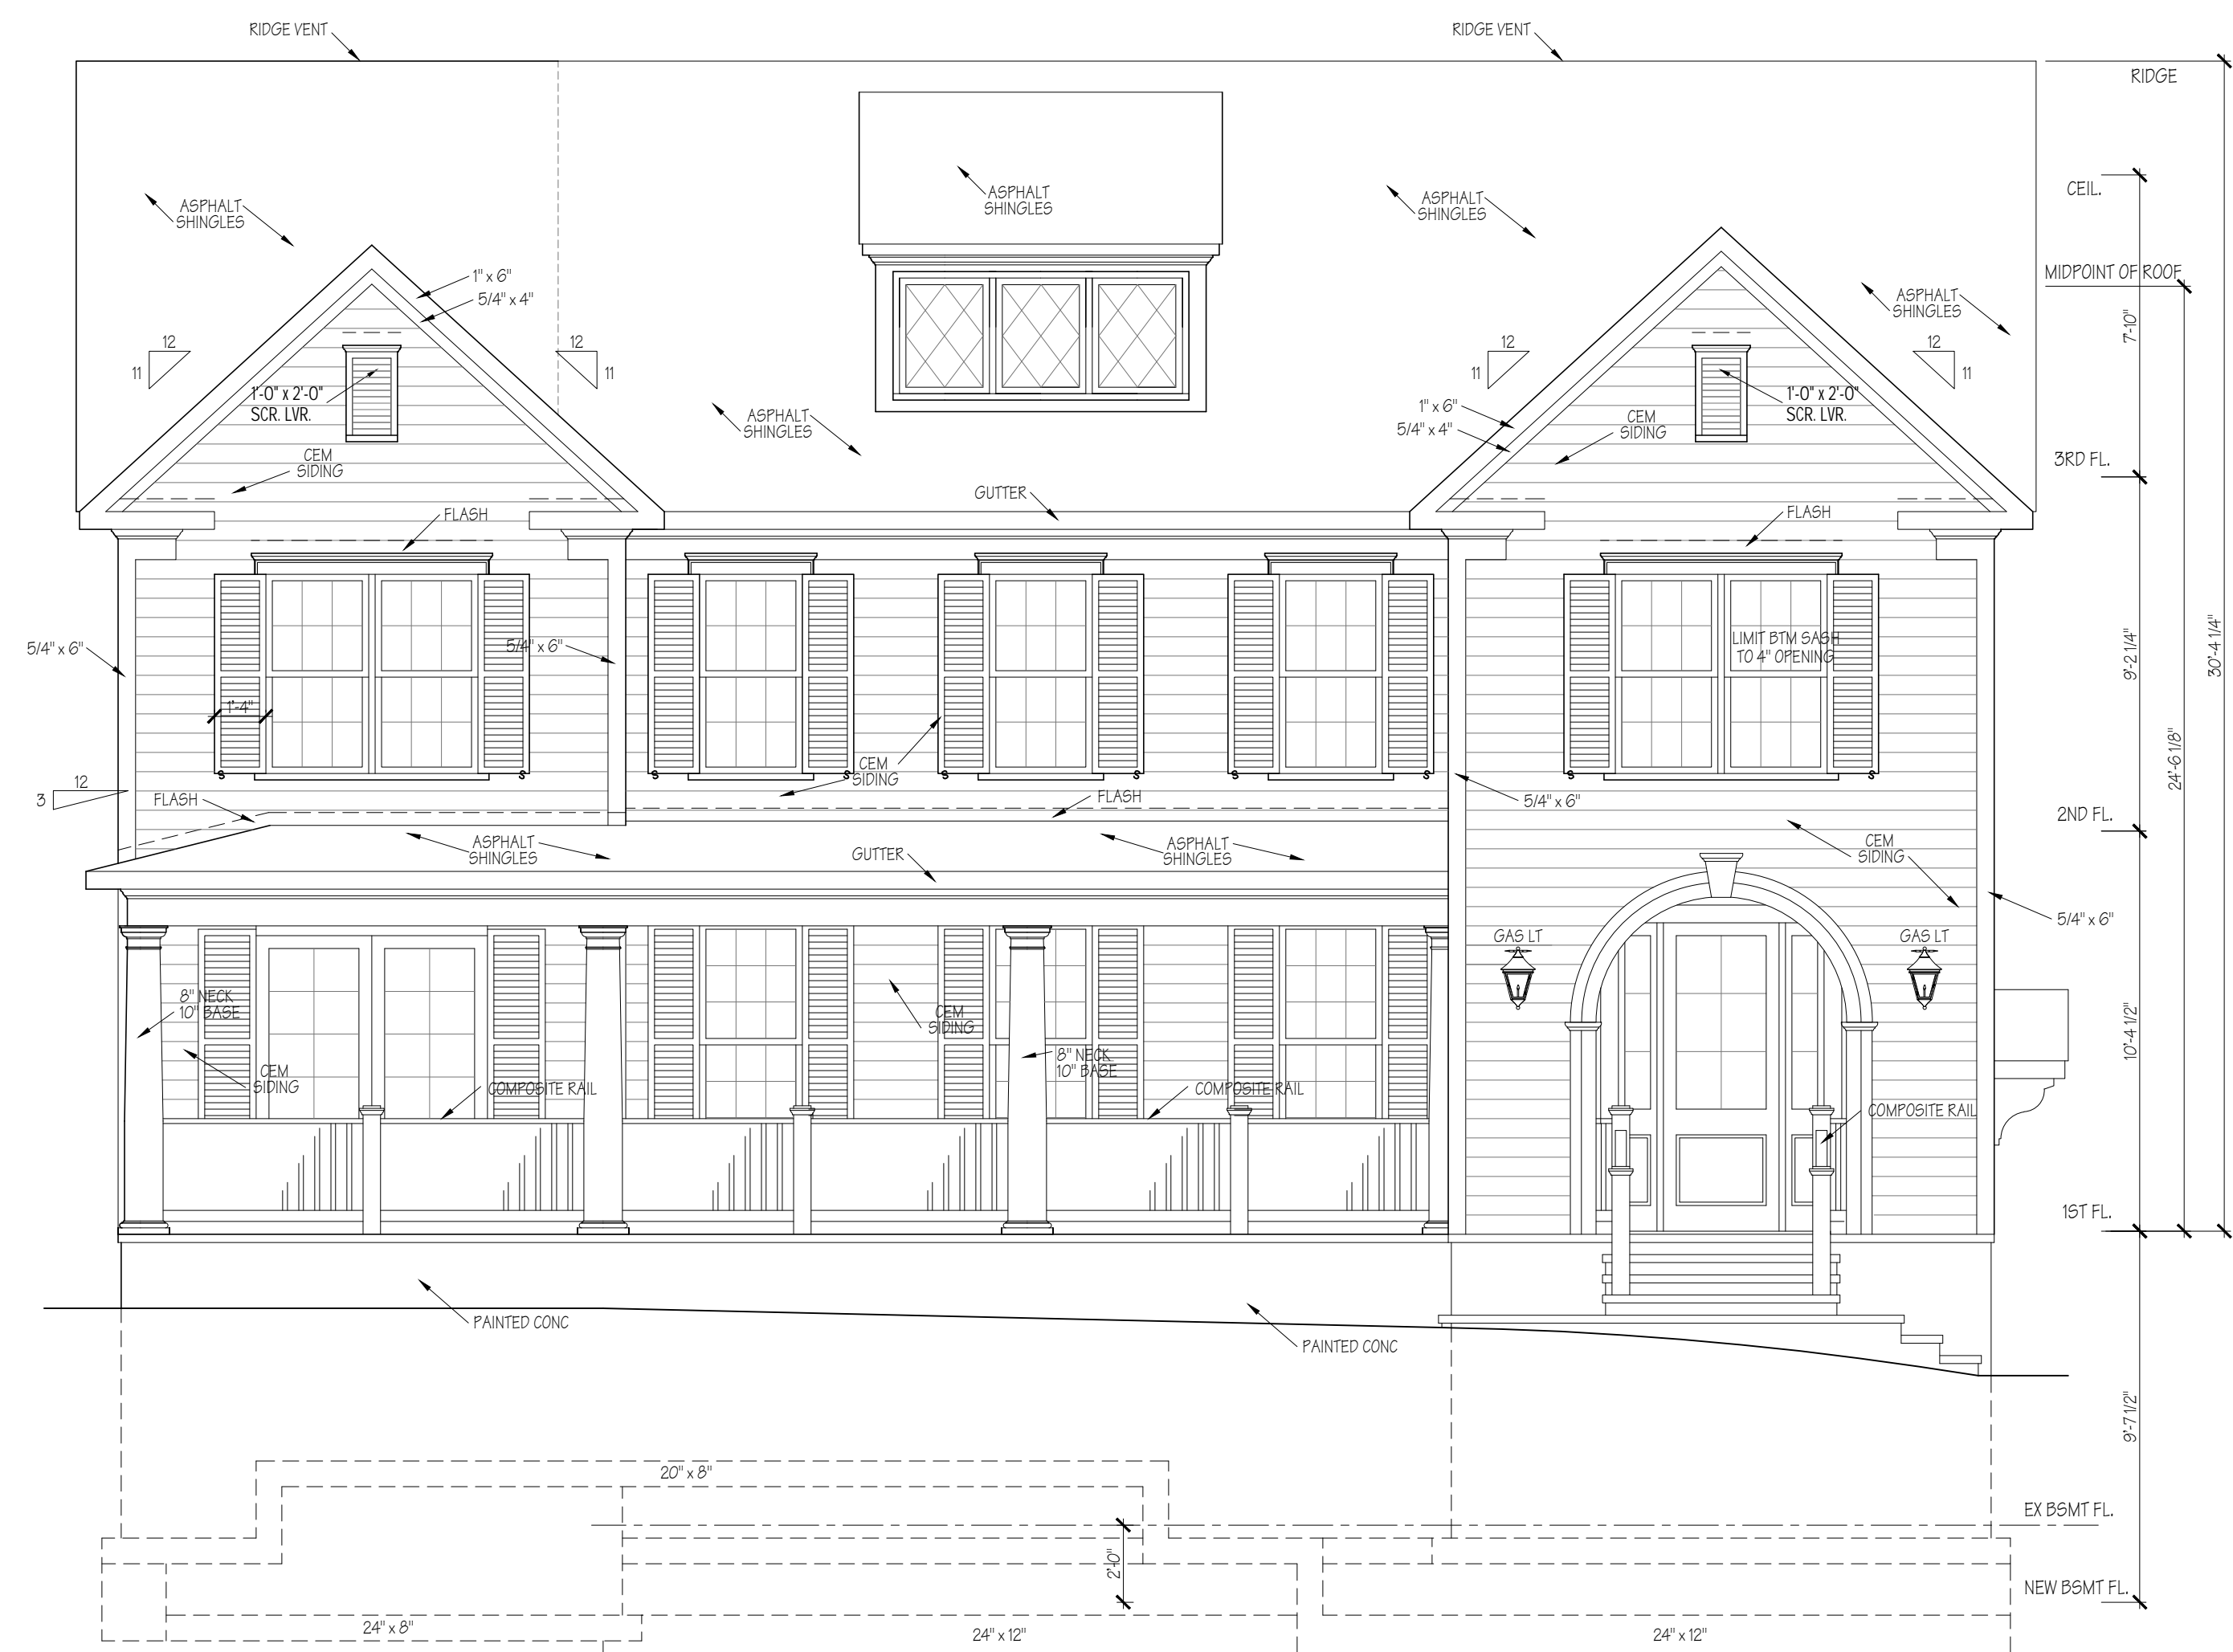 RIDGE VENT
RIDGE VENT
RIDGE
CEIL.
ASPHALT
SHINGLES
ASPHALT
SHINGLES
ASPHALT
SHINGLES
MIDPOINT OF ROOF
1" x 6"
5/4" x 4"
ASPHALT
SHINGLES
12
11
12
11
12
11
12
11
7'-10"
1'-0" x 2'-0"
SCR. LVR.
1'-0" x 2'-0"
SCR. LVR.
ASPHALT
SHINGLES
1" x 6"
5/4" x 4"
CEM
SIDING
CEM
SIDING
3RD FL.
GUTTER
FLASH
FLASH
5/4" x 6"
5/4" x 6"
LIMIT BTM SASH
TO 4" OPENING
9'-2 1/4"
30'-4 1/4"
1'-4"
24'-6 1/8"
CEM
SIDING
12
3
FLASH
FLASH
5/4" x 6"
2ND FL.
ASPHALT
SHINGLES
GUTTER
ASPHALT
SHINGLES
CEM
SIDING
5/4" x 6"
GAS LT
GAS LT
8" NECK
10" BASE
CEM
SIDING
10'-4 1/2"
8" NECK
10" BASE
CEM
SIDING
COMPOSITE RAIL
COMPOSITE RAIL
COMPOSITE RAIL
1ST FL.
PAINTED CONC
PAINTED CONC
9'-7 1/2"
20" x 8"
EX BSMT FL.
2'-0"
NEW BSMT FL.
24" x 8"
24" x 12"
24" x 12"